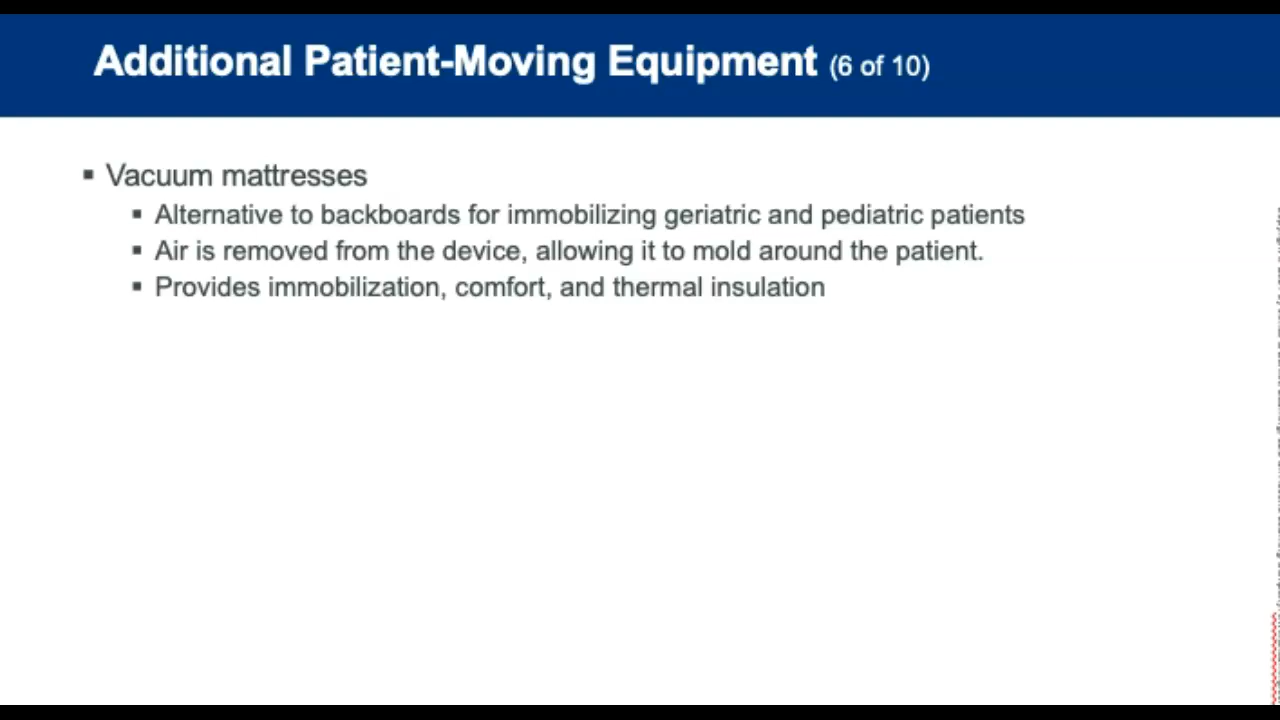 Additional Patient-Moving Equipment (6 of 10)
▪ Vacuum mattresses
▪ Alternative to backboards for immobilizing geriatric and pediatric patients
▪ Air is removed from the device, allowing it to mold around the patient.
▪ Provides immobilization, comfort, and thermal insulation